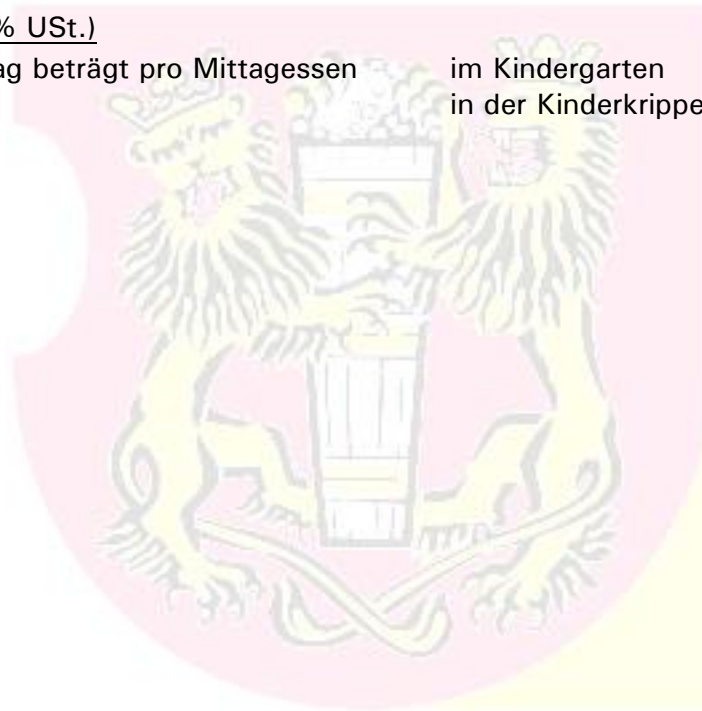 % USt.)
ag beträgt pro Mittagessen im Kindergarten
in der Kinderkrippe